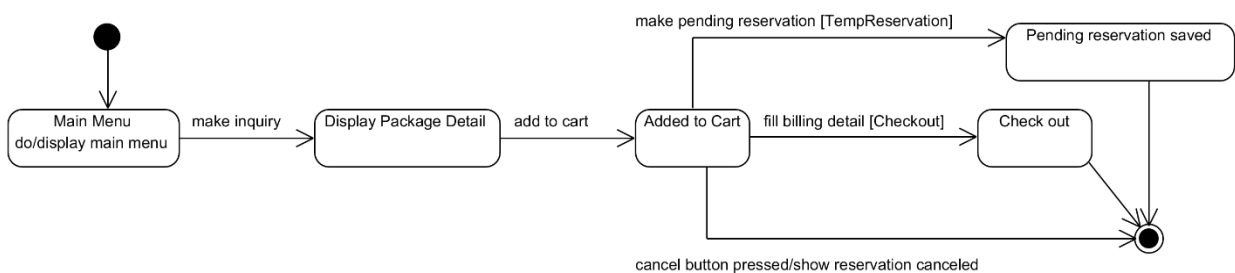 make pending reservation [TempReservation]
Pending reservation saved
Main Menu
do/display main menu
make inquiry
Display Package Detail
add to cart
Added to Cart
fill billing detail [Checkout]
Check out
cancel button pressed/show reservation canceled